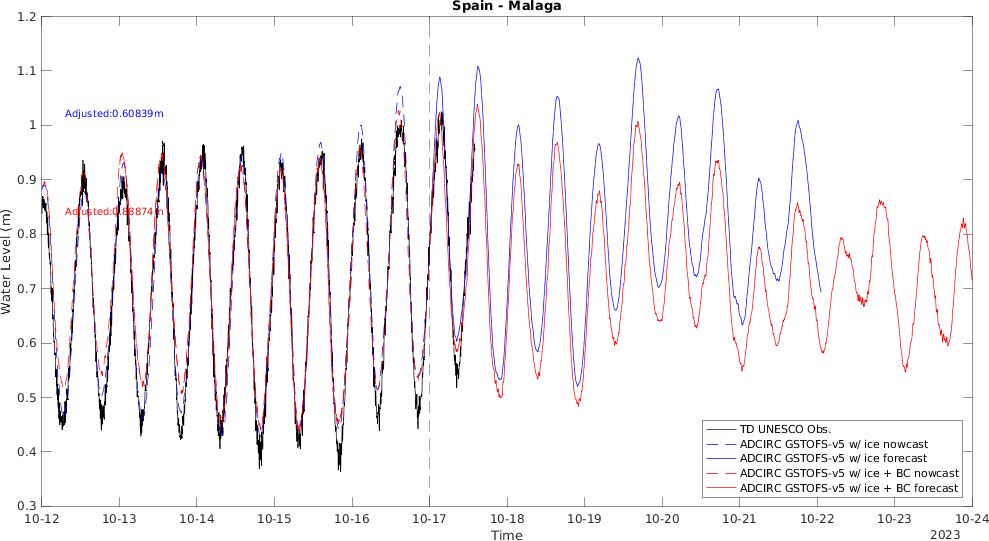 Spain - Malaga
1.2
1.1
1
0.9
0.8
0.7
0.6
0.5
0.4
0.3
Water Level (m)
Adjusted:0.60839m
Adjusted:0.88874m
TD UNESCO Obs.
ADCIRC GSTOFS-v5 w/ ice nowcast
ADCIRC GSTOFS-v5 w/ ice forecast
ADCIRC GSTOFS-v5 w/ ice + BC nowcast
ADCIRC GSTOFS-v5 w/ ice + BC forecast
10-12 10-13 10-14 10-15 10-16 10-17 10-18 10-19 10-20 10-21 10-22 10-23 10-24
Time
2023